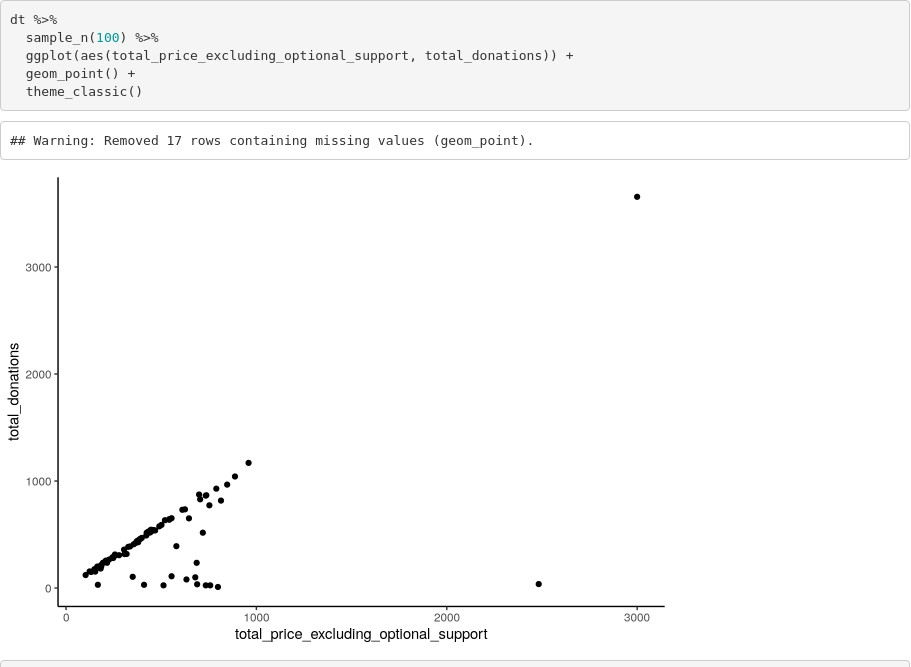 dt %>%
  sample_n(100) %>%
  ggplot(aes(total_price_excluding_optional_support, total_donations)) +
  geom_point() +
  theme_classic()
## Warning: Removed 17 rows containing missing values (geom_point).
total_donations
3000
2000
1000
0
0 1000 2000 3000
total_price_excluding_optional_support